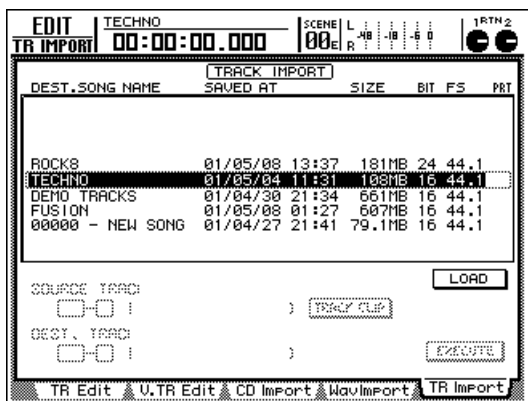 EDIT TECHNO SCENE L -48 -18 -6 0 1 RTN 2
TR IMPORT 00:00:00.000 00E R
TRACK IMPORT
DEST.SONG NAME SAVED AT SIZE BIT FS PRT
ROCK8 01/05/08 13:37 181MB 24 44.1
TECHNO 01/05/04 11:31 108MB 16 44.1
DEMO TRACKS 01/04/30 21:34 661MB 16 44.1
FUSION 01/05/08 01:27 607MB 16 44.1
00000 - NEW SONG 01/04/27 21:41 79.1MB 16 44.1
LOAD
SOURCE TRACK
TRACK CLIP
DEST. TRACK
EXECUTE
TR Edit V.TR Edit CD Import WavImport TR Import